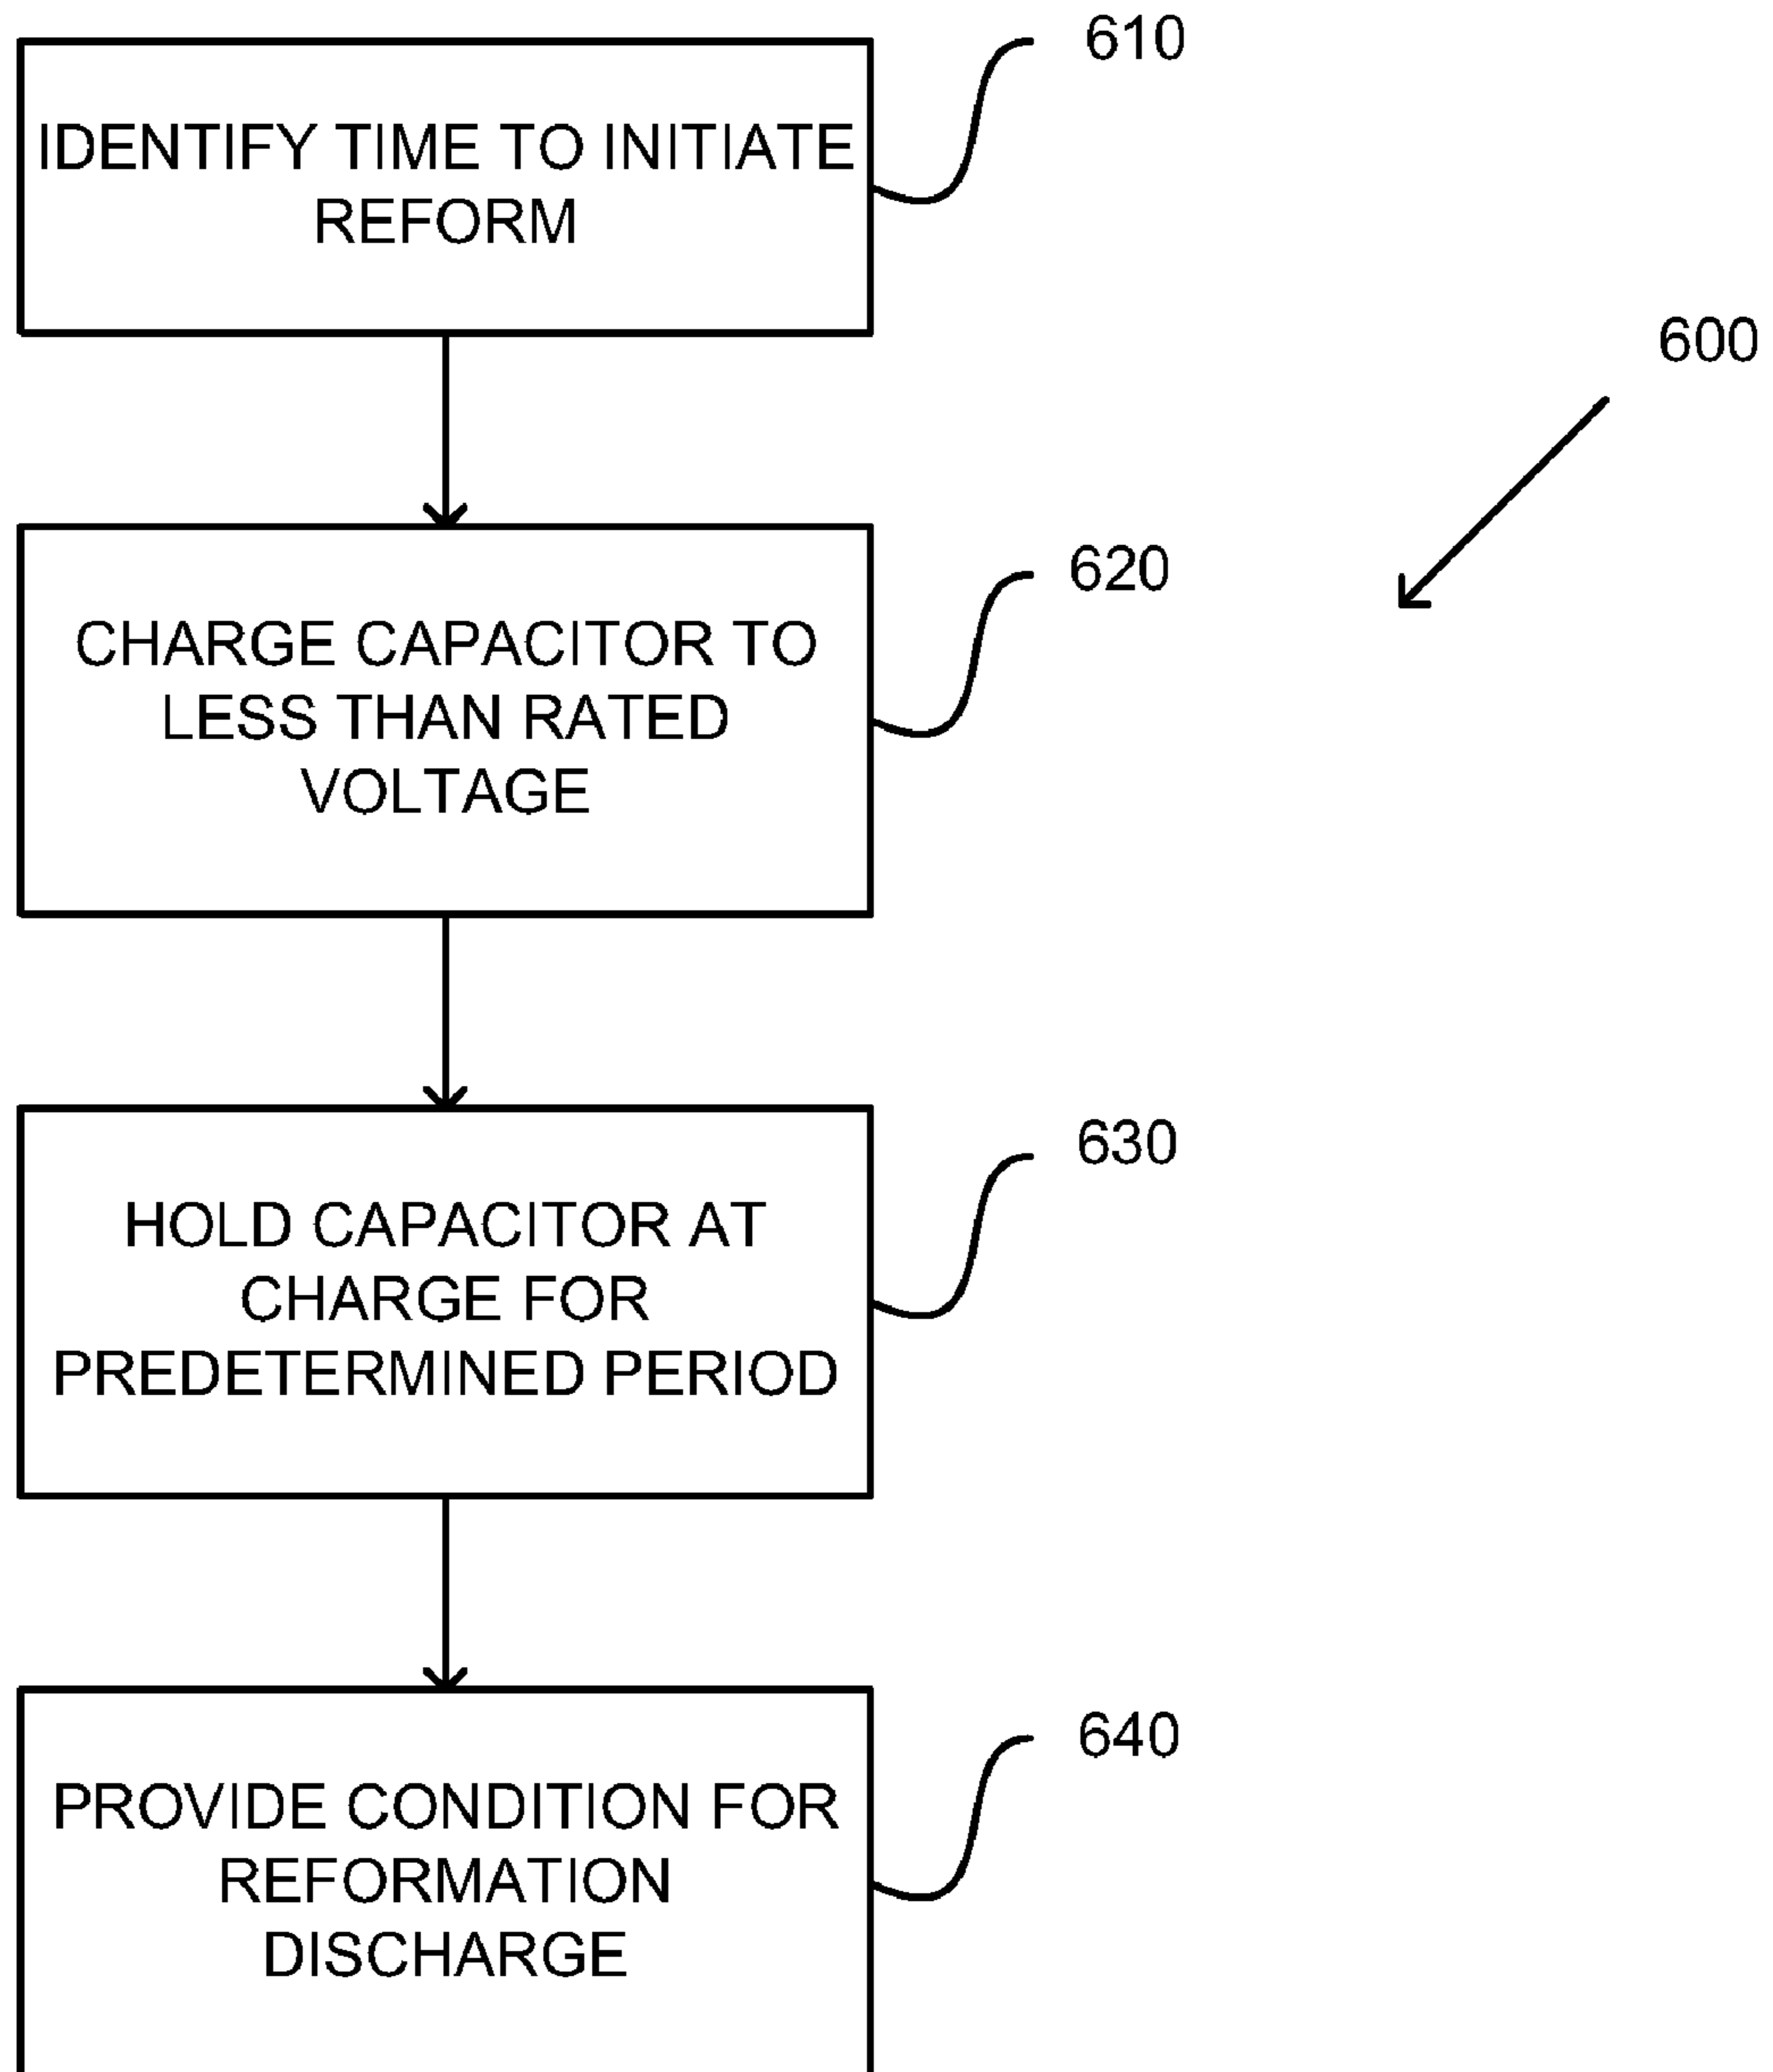 610
IDENTIFY TIME TO INITIATE
REFORM
600
620
CHARGE CAPACITOR TO
LESS THAN RATED
VOLTAGE
630
HOLD CAPACITOR AT
CHARGE FOR
PREDETERMINED PERIOD
640
PROVIDE CONDITION FOR
REFORMATION
DISCHARGE